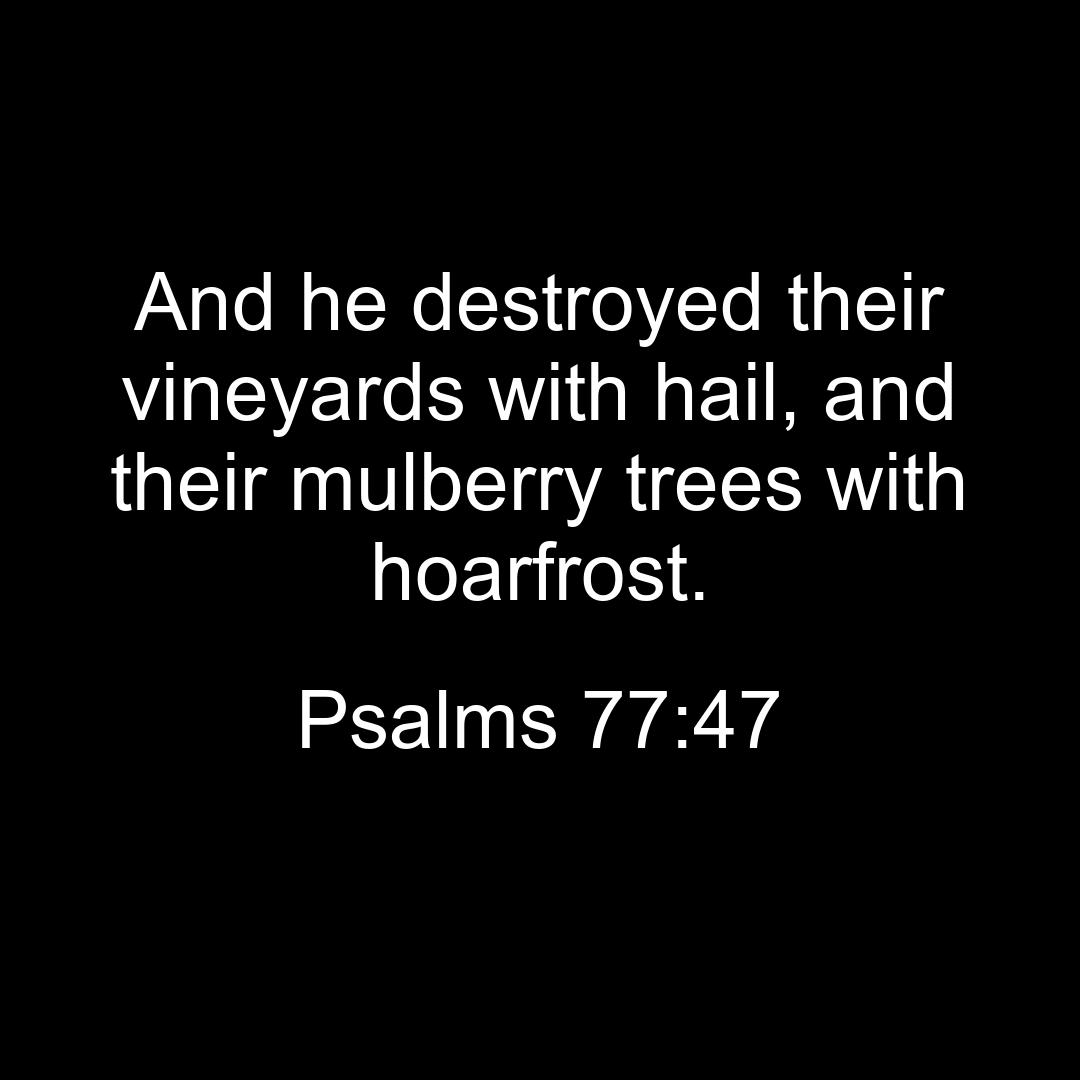 And he destroyed their
vineyards with hail, and
their mulberry trees with
hoarfrost.
Psalms 77:47